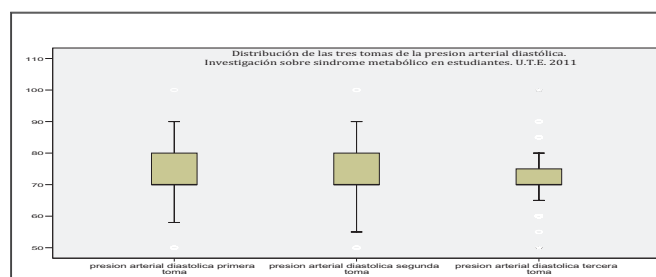 Distribución de las tres tomas de la presion arterial diastólica.
Investigación sobre sindrome metabólico en estudiantes. U.T.E. 2011
110
100
90
80
70
60
50
presion arterial diastolica primera toma
presion arterial diastolica segunda toma
presion arterial diastolica tercera toma